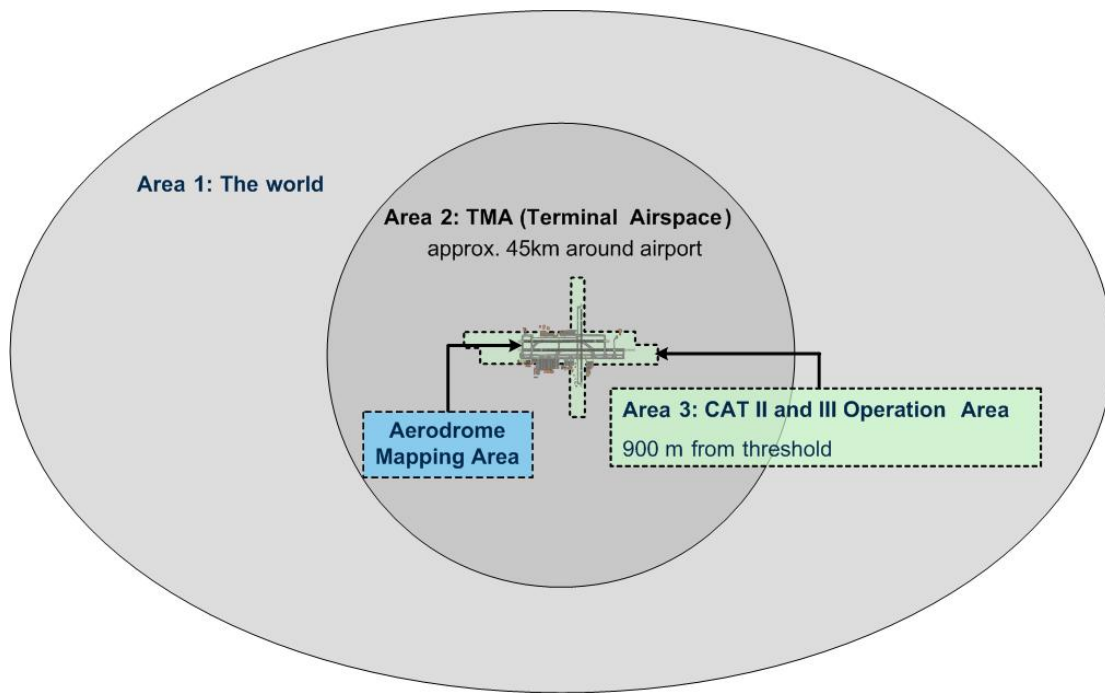 Area 1: The world
Area 2: TMA (Terminal Airspace)
approx. 45km around airport
Aerodrome
Mapping Area
Area 3: CAT II and III Operation Area
900 m from threshold